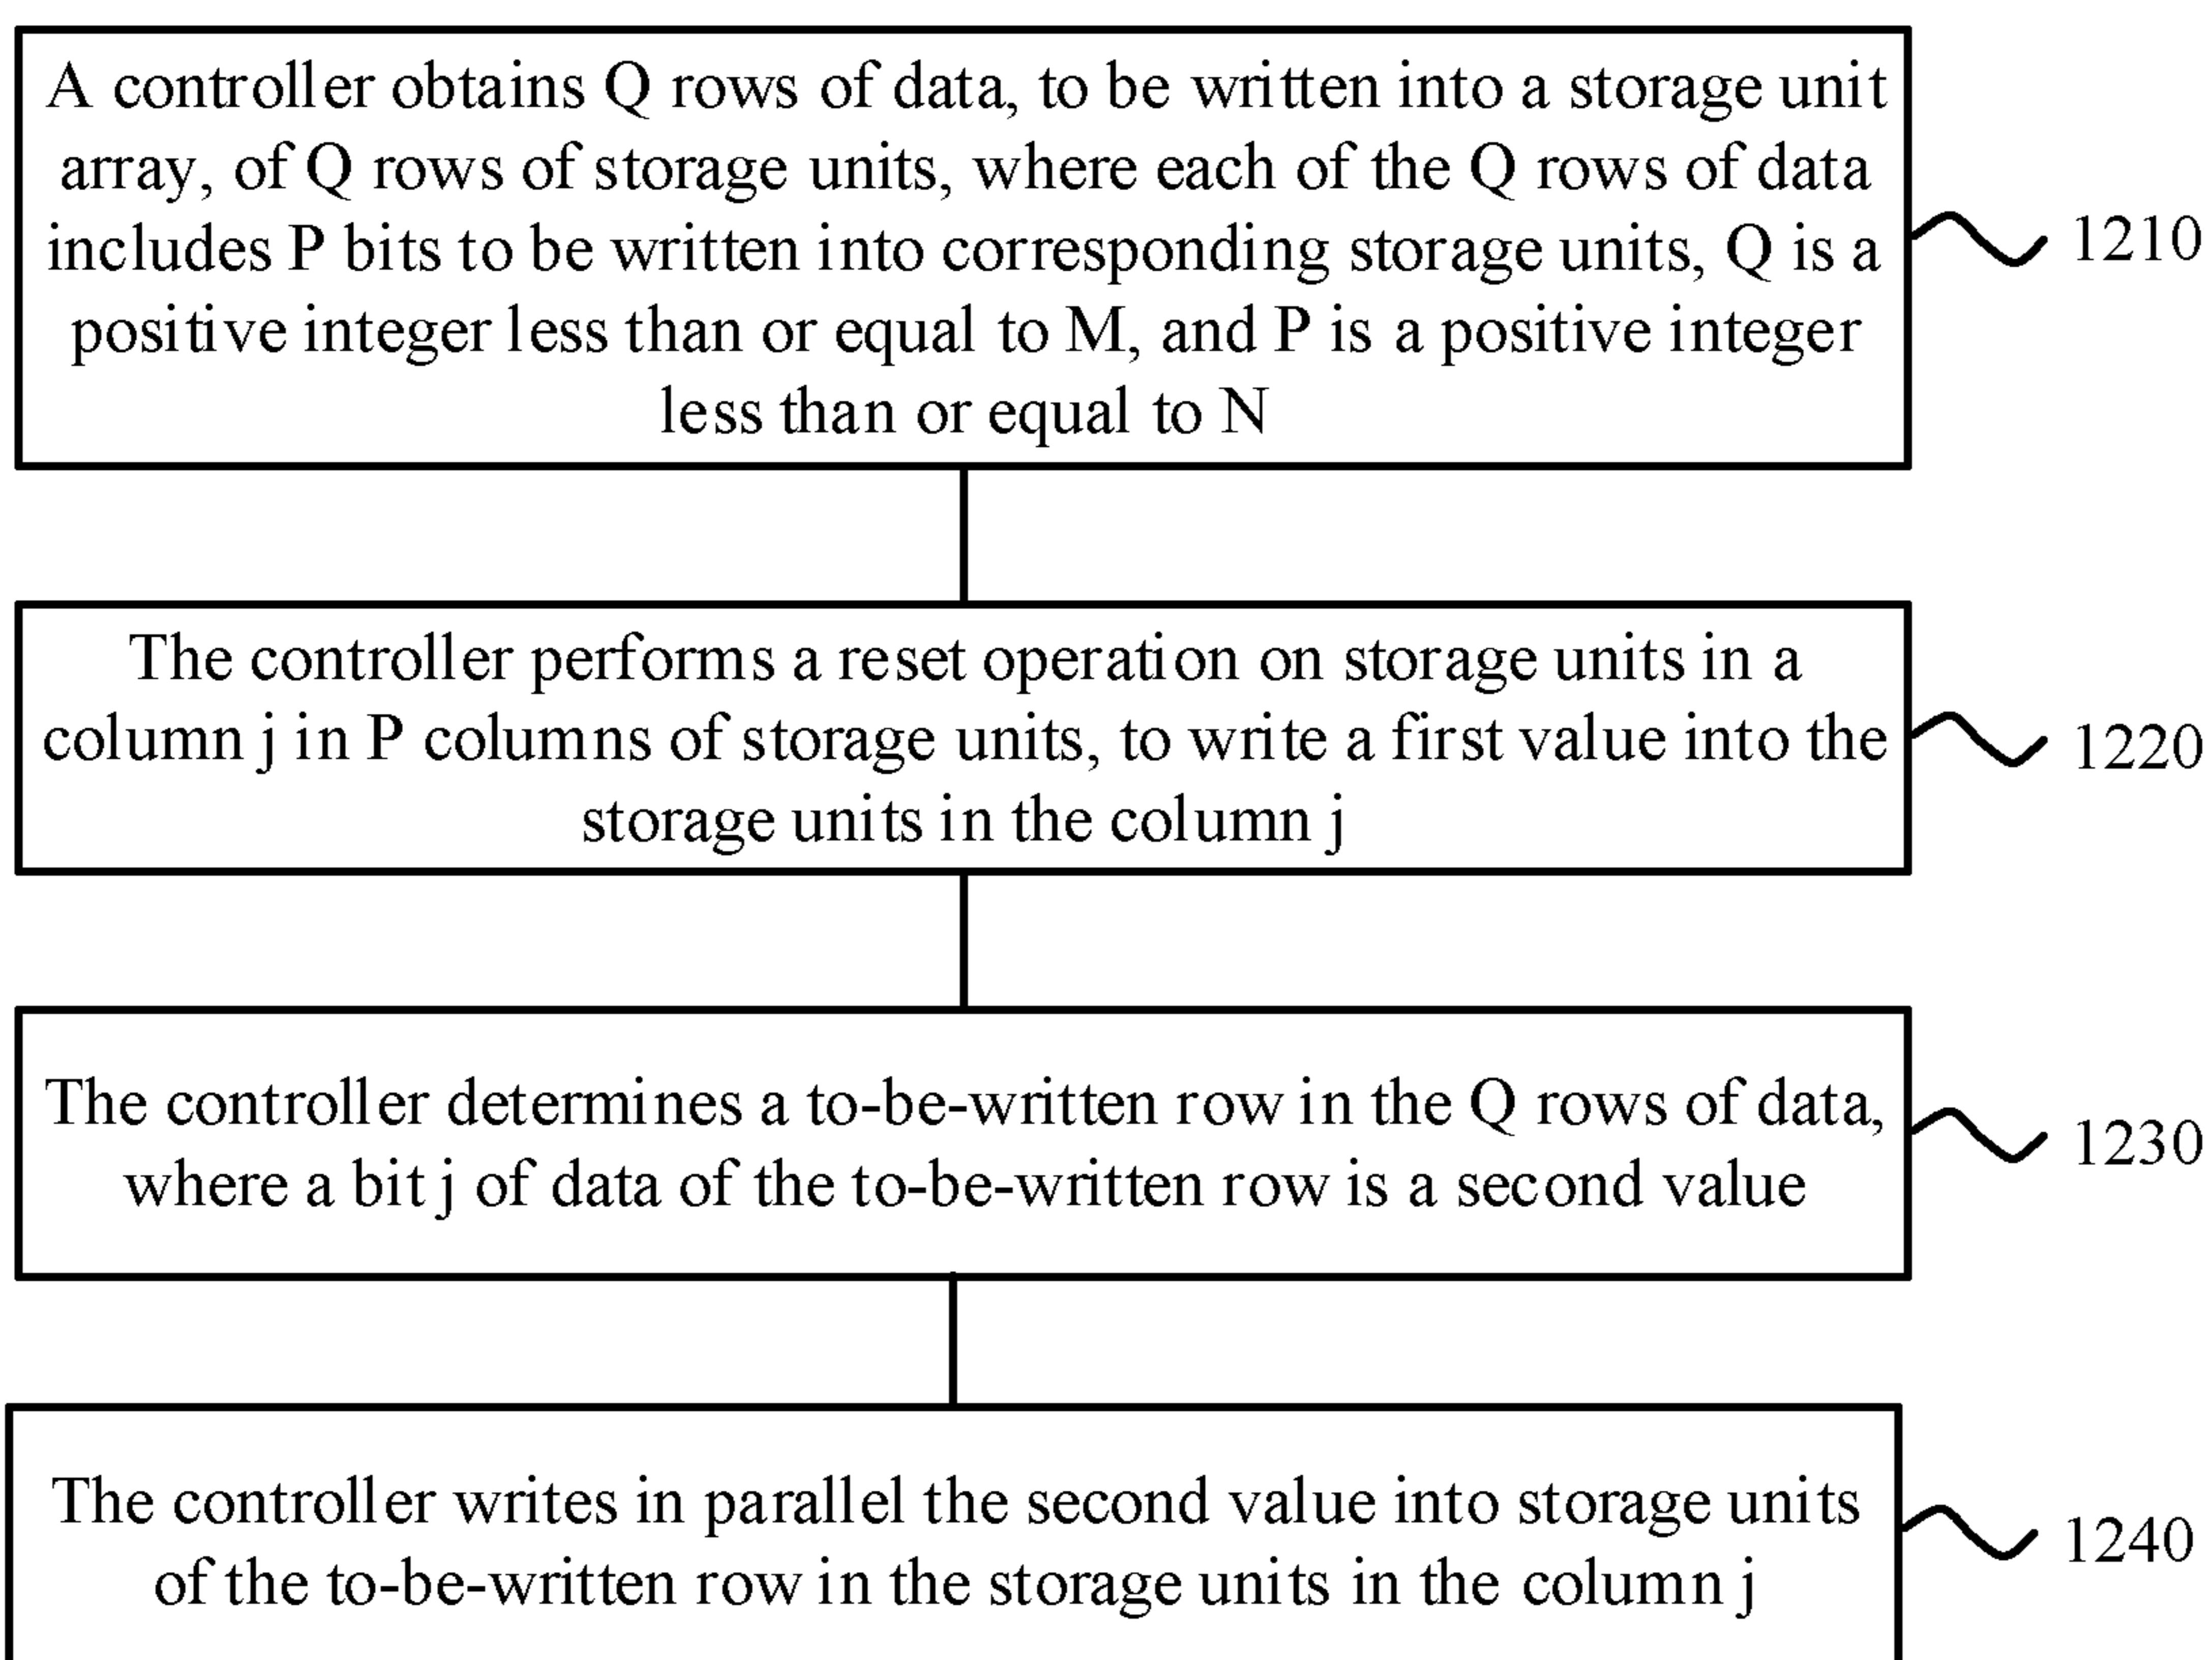 A controller obtains Q rows of data, to be written into a storage unit
array, of Q rows of storage units, where each of the Q rows of data
includes P bits to be written into corresponding storage units, Q is a
positive integer less than or equal to M, and P is a positive integer
less than or equal to N
1210
The controller performs a reset operation on storage units in a
column j in P columns of storage units, to write a first value into the
storage units in the column j
1220
The controller determines a to-be-written row in the Q rows of data,
where a bit j of data of the to-be-written row is a second value
1230
The controller writes in parallel the second value into storage units
of the to-be-written row in the storage units in the column j
1240